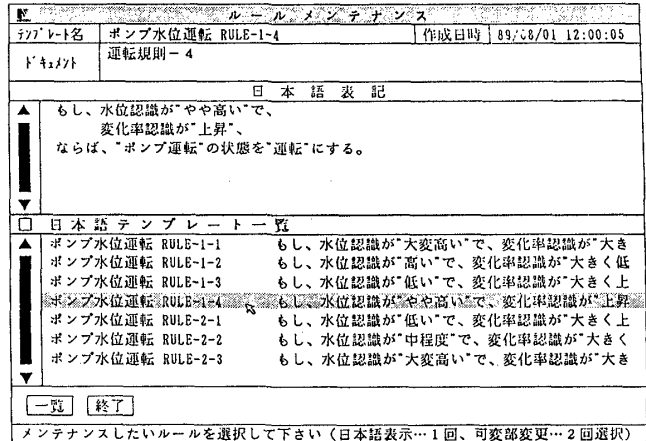 ルールメンテナンス
テンプレート名 ポンプ水位運転 RULE-1-4 作成日時 89/08/01 12:00:05
ドキュメント 運転規則-4
日本語表記
もし、水位認識が"やや高い"で、
変化率認識が"上昇"、
ならば、"ポンプ運転"の状態を"運転"にする。
日本語テンプレート一覧
ポンプ水位運転 RULE-1-1 もし、水位認識が"大変高い"で、変化率認識が"大き
ポンプ水位運転 RULE-1-2 もし、水位認識が"高い"で、変化率認識が"大きく低
ポンプ水位運転 RULE-1-3 もし、水位認識が"低い"で、変化率認識が"大きく上
ポンプ水位運転 RULE-1-4 もし、水位認識が"やや高い"で、変化率認識が"上昇
ポンプ水位運転 RULE-2-1 もし、水位認識が"低い"で、変化率認識が"大きく上
ポンプ水位運転 RULE-2-2 もし、水位認識が"中程度"で、変化率認識が"大きく
ポンプ水位運転 RULE-2-3 もし、水位認識が"大変高い"で、変化率認識が"大き
一覧 終了
メンテナンスしたいルールを選択して下さい(日本語表示…1回、可変部変更…2回選択)